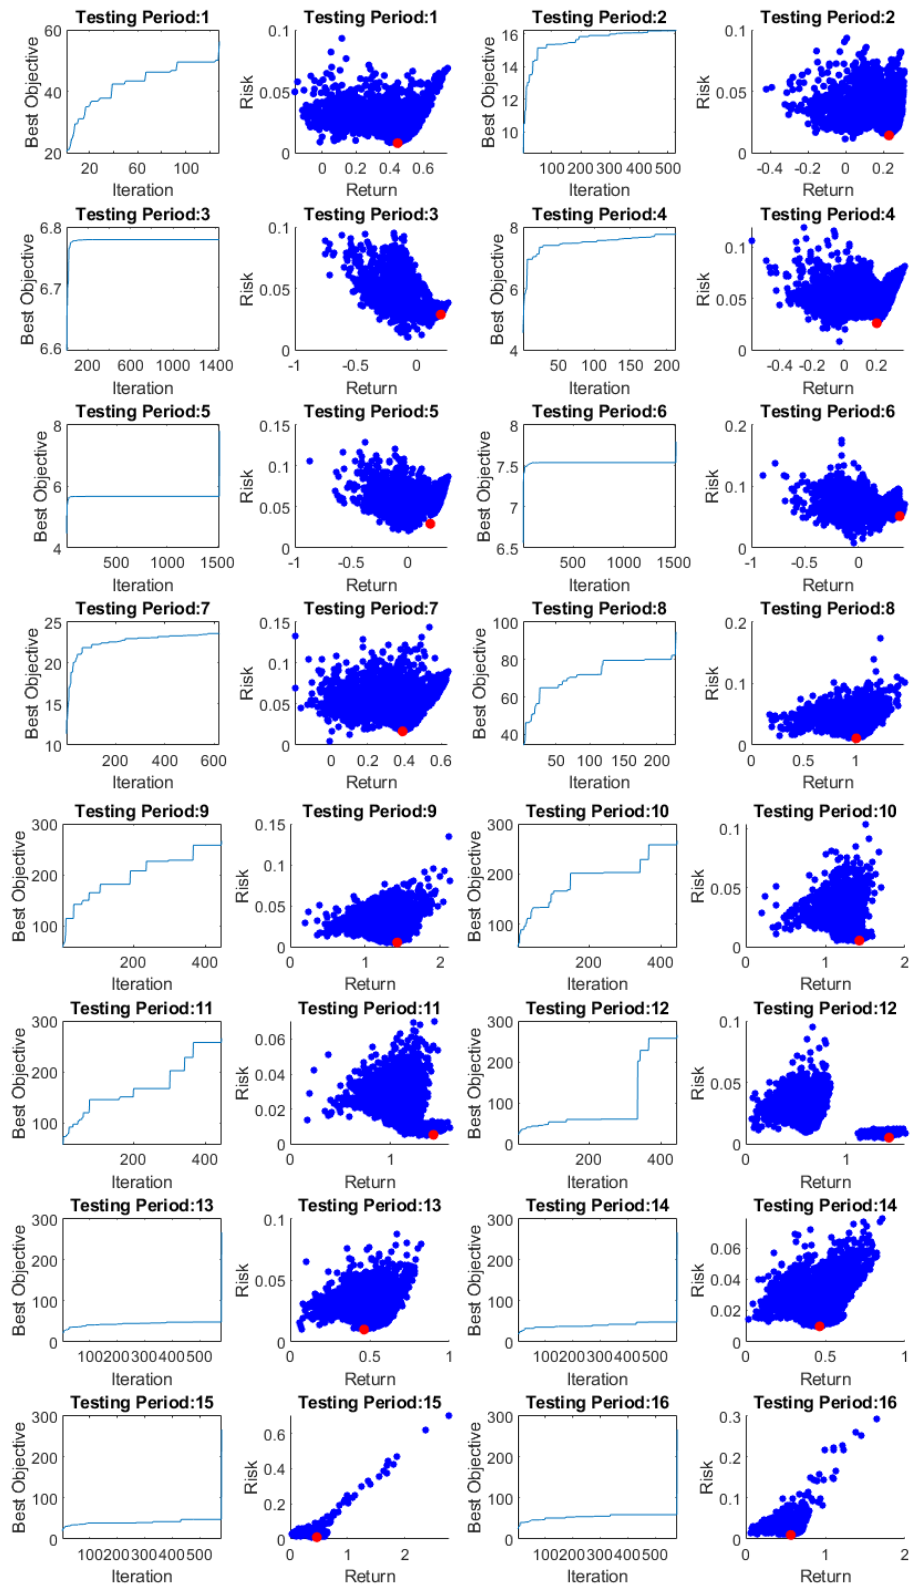 Testing Period:1 Testing Period:1 Testing Period:2 Testing Period:2
Best Objective
60
40
20
20 60 100
Iteration
Risk
0.1
0.05
0
0 0.2 0.4 0.6
Return
Best Objective
16
14
12
10
100 200 300 400 500
Iteration
Risk
0.1
0.05
0
-0.4 -0.2 0 0.2
Return
Testing Period:3 Testing Period:3 Testing Period:4 Testing Period:4
Best Objective
6.8
6.7
6.6
200 600 1000 1400
Iteration
Risk
0.1
0.05
0
-1 0
Return
Best Objective
8
6
4
50 100 150 200
Iteration
Risk
0.1
0.05
0
-0.4 -0.2 0 0.2
Return
Testing Period:5 Testing Period:5 Testing Period:6 Testing Period:6
Best Objective
8
6
4
500 1000 1500
Iteration
Risk
0.15
0.1
0.05
0
-1 -0.5 0
Return
Best Objective
8
7.5
7
6.5
500 1000 1500
Iteration
Risk
0.2
0.1
0
-1 -0.5 0
Return
Testing Period:7 Testing Period:7 Testing Period:8 Testing Period:8
Best Objective
25
20
15
10
200 400 600
Iteration
Risk
0.15
0.1
0.05
0
0 0.2 0.4 0.6
Return
Best Objective
100
80
60
40
50 100 150 200
Iteration
Risk
0.2
0.1
0
0 1
Return
Testing Period:9 Testing Period:9 Testing Period:10 Testing Period:10
Best Objective
300
200
100
200 400
Iteration
Risk
0.15
0.1
0.05
0
0 1 2
Return
Best Objective
300
200
100
200 400
Iteration
Risk
0.1
0.05
0
0 1 2
Return
Testing Period:11 Testing Period:11 Testing Period:12 Testing Period:12
Best Objective
300
200
100
200 400
Iteration
Risk
0.06
0.04
0.02
0
0 1
Return
Best Objective
300
200
100
0
200 400
Iteration
Risk
0.1
0.05
0
1
Return
Testing Period:13 Testing Period:13 Testing Period:14 Testing Period:14
Best Objective
300
200
100
0
100 200 300 400 500
Iteration
Risk
0.1
0.05
0
0 0.5 1
Return
Best Objective
300
200
100
0
100 200 300 400 500
Iteration
Risk
0.06
0.04
0.02
0
0 0.5 1
Return
Testing Period:15 Testing Period:15 Testing Period:16 Testing Period:16
Best Objective
300
200
100
0
100 200 300 400 500
Iteration
Risk
0.6
0.4
0.2
0
0 1 2
Return
Best Objective
300
200
100
0
100 200 300 400 500
Iteration
Risk
0.3
0.2
0.1
0
0 1 2
Return